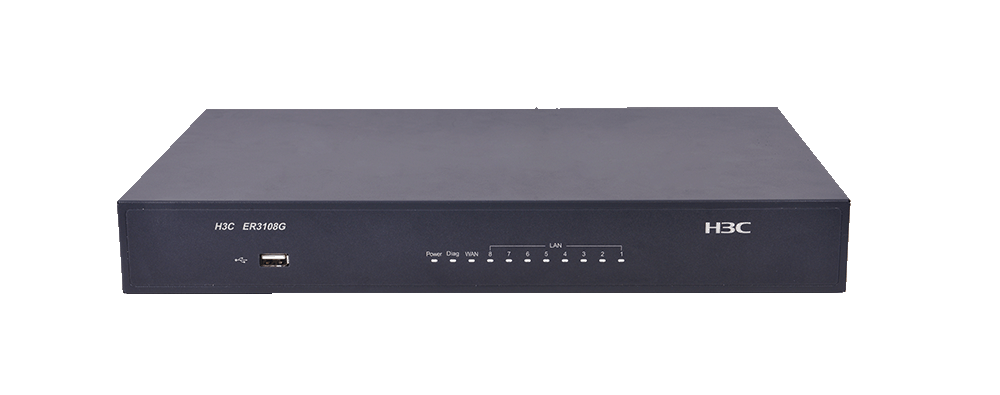 H3C ER3108G
H3C
LAN
Power Diag WAN 8 7 6 5 4 3 2 1